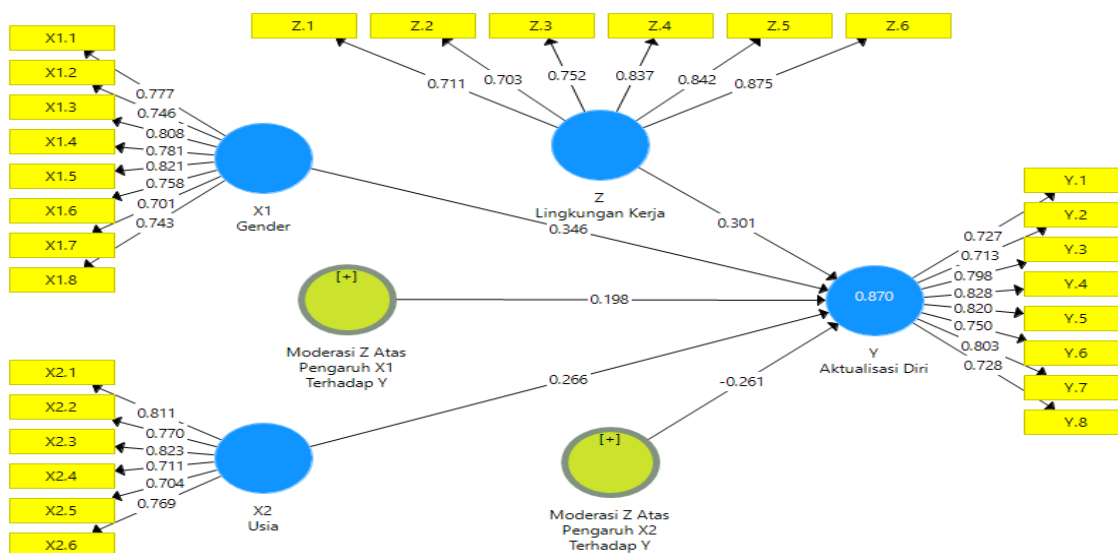 Z.1
Z.2
Z.3
Z.4
Z.5
Z.6
0.711
0.703
0.752
0.837
0.842
0.875
Z
Lingkungan Kerja
X1.1
X1.2
X1.3
X1.4
X1.5
X1.6
X1.7
X1.8
0.777
0.746
0.808
0.781
0.821
0.758
0.701
0.743
X1
Gender
0.346
0.301
[+]
Moderasi Z Atas
Pengaruh X1
Terhadap Y
0.198
0.870
Y
Aktualisasi Diri
0.727
0.713
0.798
0.828
0.820
0.750
0.803
0.728
Y.1
Y.2
Y.3
Y.4
Y.5
Y.6
Y.7
Y.8
X2.1
X2.2
X2.3
X2.4
X2.5
X2.6
0.811
0.770
0.823
0.711
0.704
0.769
X2
Usia
0.266
-0.261
[+]
Moderasi Z Atas
Pengaruh X2
Terhadap Y